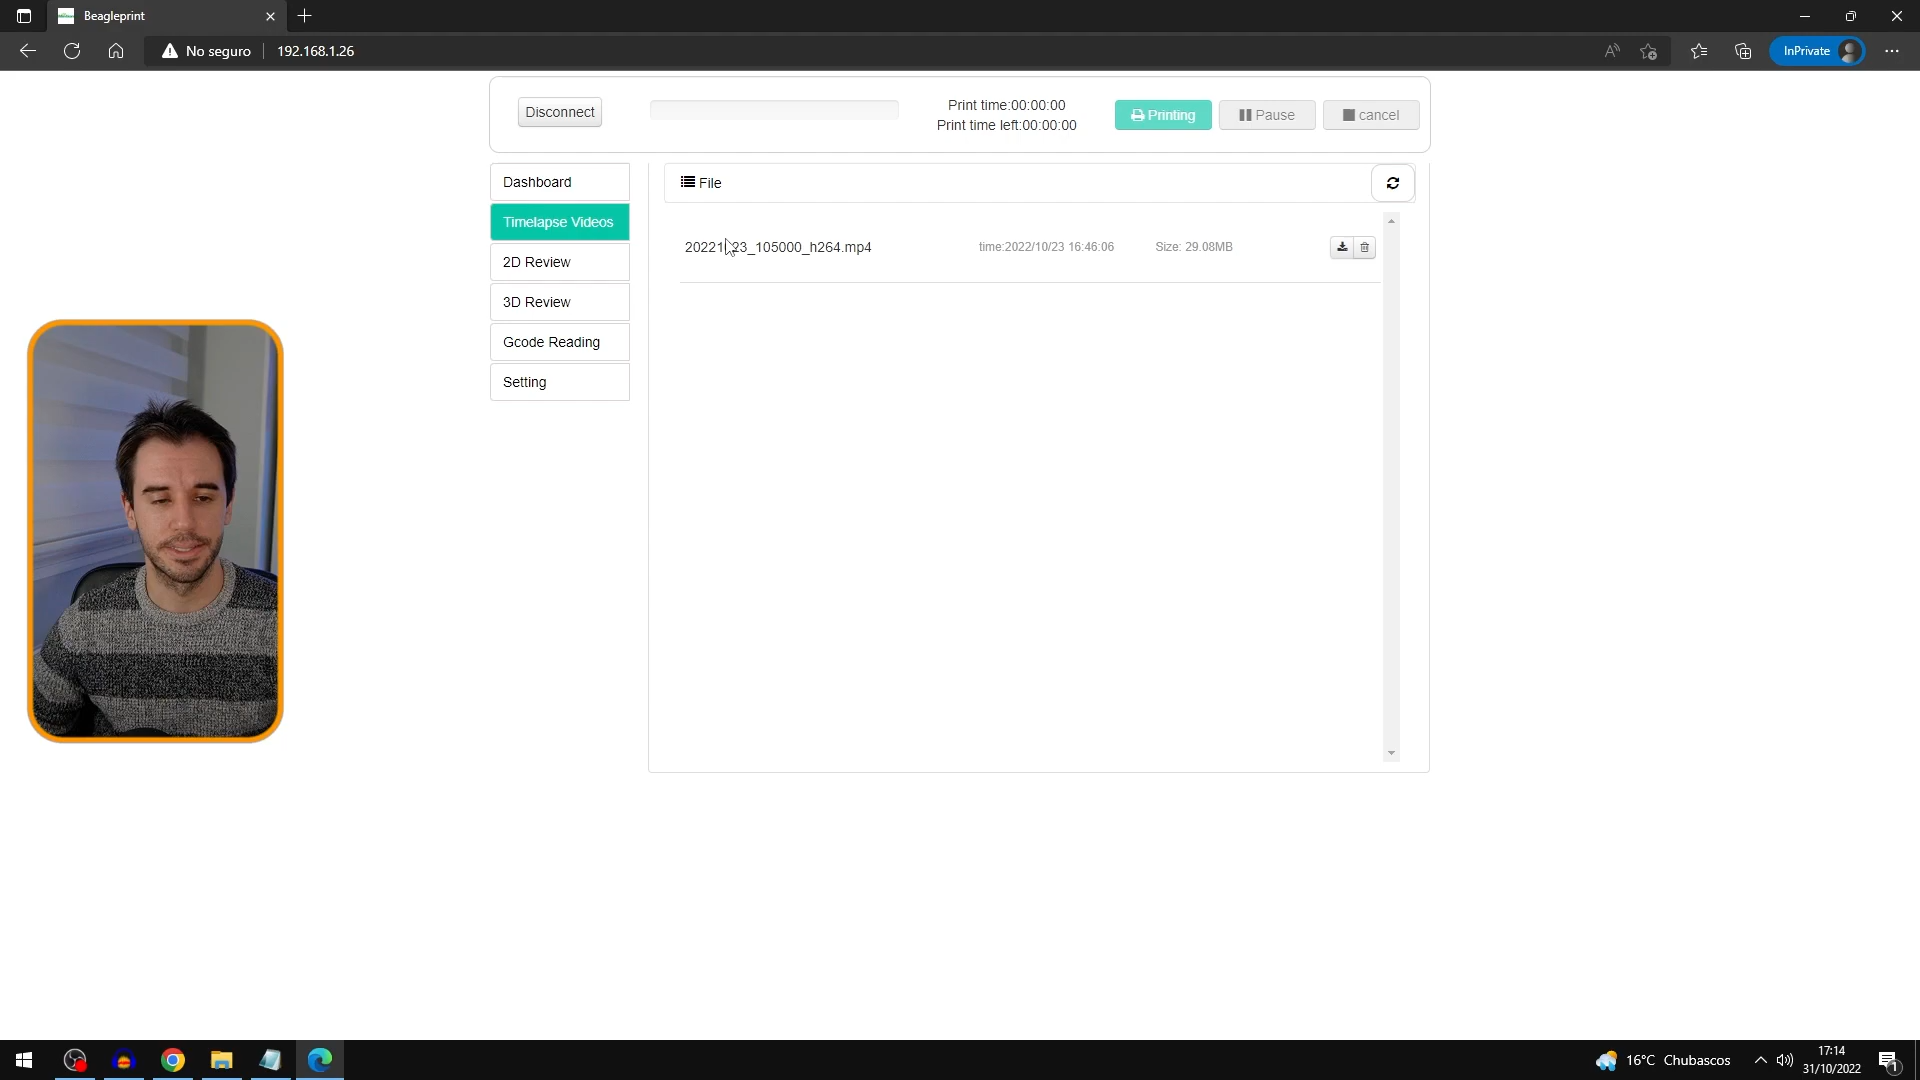 Beagleprint
No seguro
192.168.1.26
InPrivate
Disconnect
Print time:00:00:00
Print time left:00:00:00
Printing
Pause
cancel
Dashboard
Timelapse Videos
2D Review
3D Review
Gcode Reading
Setting
File
20221023_105000_h264.mp4
time:2022/10/23 16:46:06
Size: 29.08MB
16°C Chubascos
17:14
31/10/2022
1